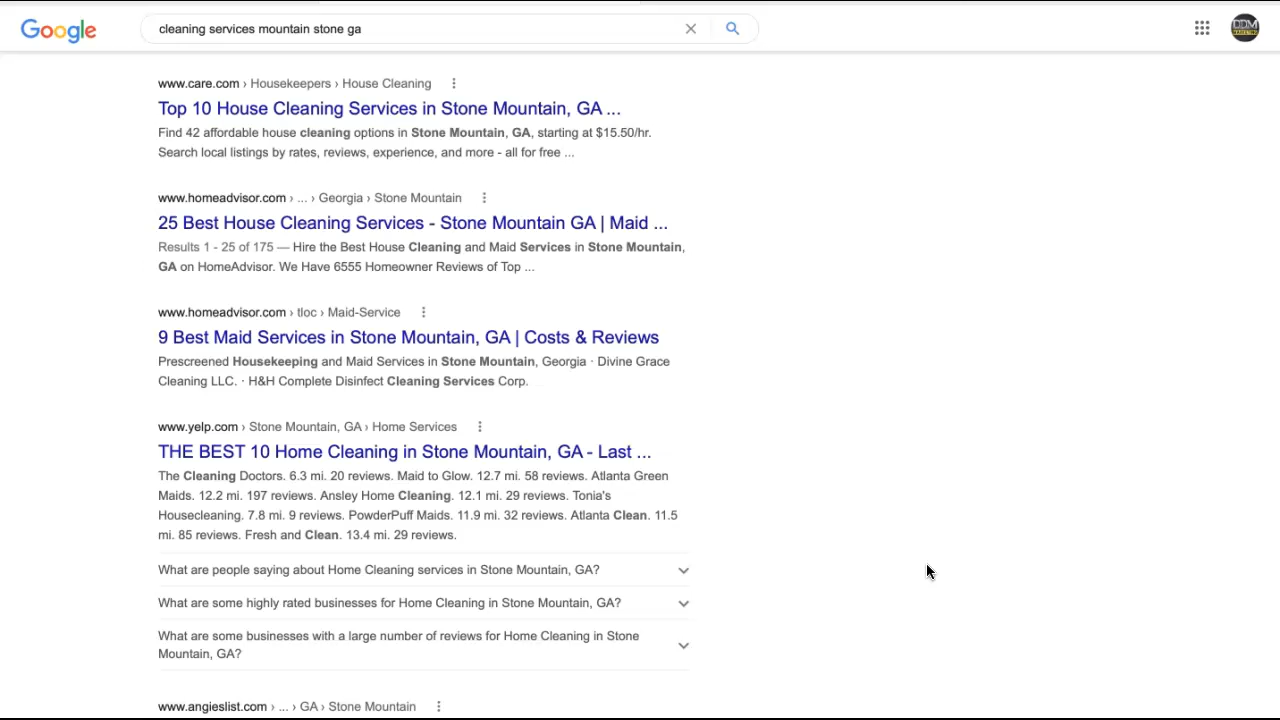 Google
cleaning services mountain stone ga
DDM
www.care.com › Housekeepers › House Cleaning
Top 10 House Cleaning Services in Stone Mountain, GA ...
Find 42 affordable house cleaning options in Stone Mountain, GA, starting at $15.50/hr.
Search local listings by rates, reviews, experience, and more - all for free ...
www.homeadvisor.com › ... › Georgia › Stone Mountain
25 Best House Cleaning Services - Stone Mountain GA | Maid ...
Results 1 - 25 of 175 — Hire the Best House Cleaning and Maid Services in Stone Mountain,
GA on HomeAdvisor. We Have 6555 Homeowner Reviews of Top ...
www.homeadvisor.com › tloc › Maid-Service
9 Best Maid Services in Stone Mountain, GA | Costs & Reviews
Prescreened Housekeeping and Maid Services in Stone Mountain, Georgia · Divine Grace
Cleaning LLC. · H&H Complete Disinfect Cleaning Services Corp.
www.yelp.com › Stone Mountain, GA › Home Services
THE BEST 10 Home Cleaning in Stone Mountain, GA - Last ...
The Cleaning Doctors. 6.3 mi. 20 reviews. Maid to Glow. 12.7 mi. 58 reviews. Atlanta Green
Maids. 12.2 mi. 197 reviews. Ansley Home Cleaning. 12.1 mi. 29 reviews. Tonia's
Housecleaning. 7.8 mi. 9 reviews. PowderPuff Maids. 11.9 mi. 32 reviews. Atlanta Clean. 11.5
mi. 85 reviews. Fresh and Clean. 13.4 mi. 29 reviews.
What are people saying about Home Cleaning services in Stone Mountain, GA?
What are some highly rated businesses for Home Cleaning in Stone Mountain, GA?
What are some businesses with a large number of reviews for Home Cleaning in Stone
Mountain, GA?
www.angieslist.com › ... › GA › Stone Mountain